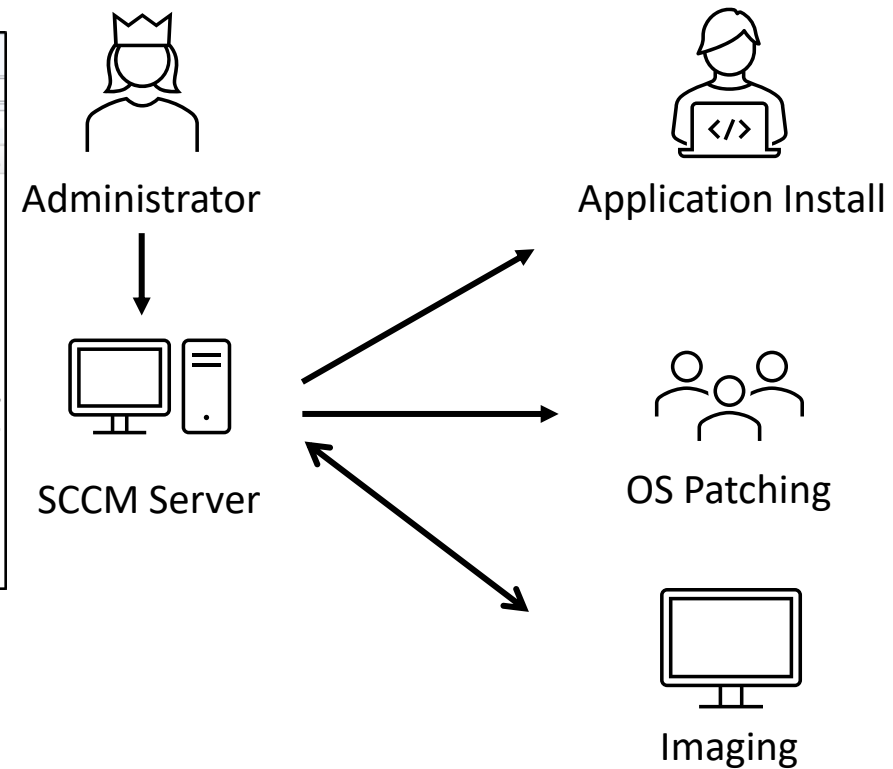 Administrator
</>
Application Install
SCCM Server
OS Patching
Imaging